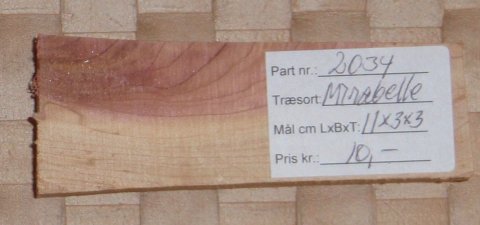 Part nr.: 2034
Træsort: Mirabelle
Mål cm LxBxT: 11x3x3
Pris kr.: 10,-